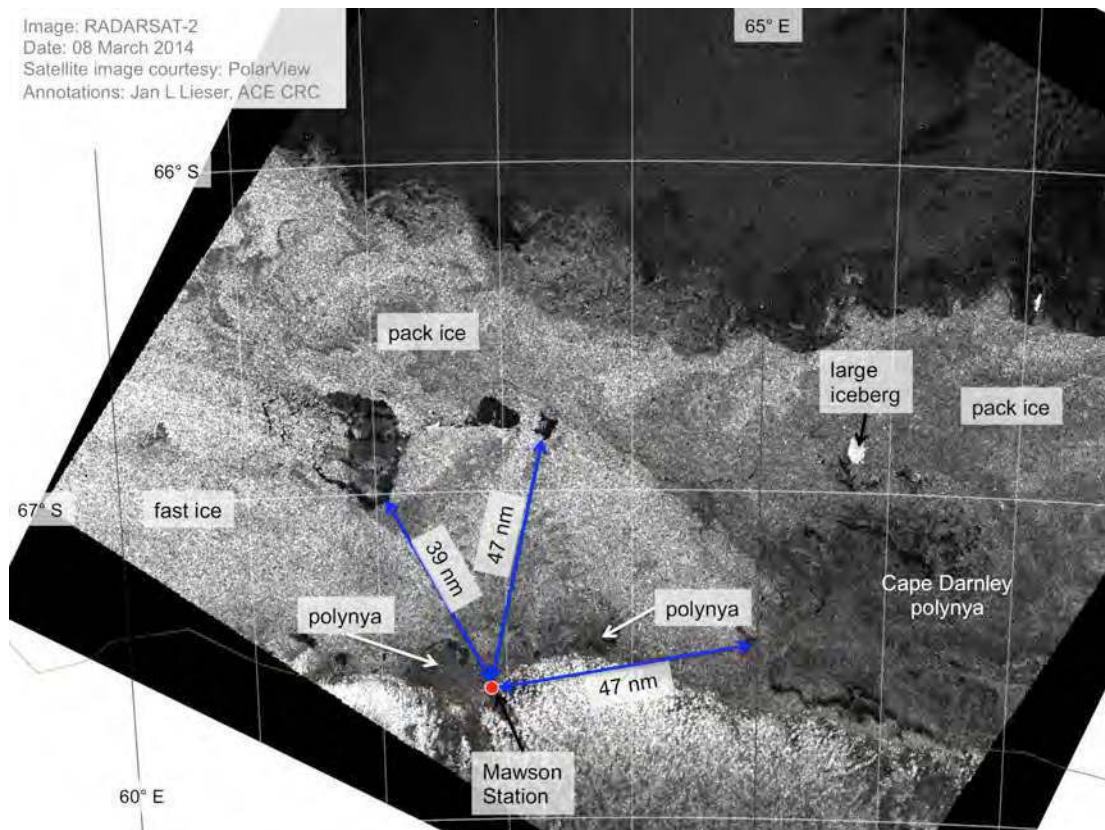 Image: RADARSAT-2
Date: 08 March 2014
Satellite image courtesy: PolarView
Annotations: Jan L Lieser, ACE CRC
65° E
66° S
pack ice
large
iceberg
pack ice
67° S
fast ice
39 nm
47 nm
Cape Darnley
polynya
polynya
polynya
47 nm
Mawson
Station
60° E